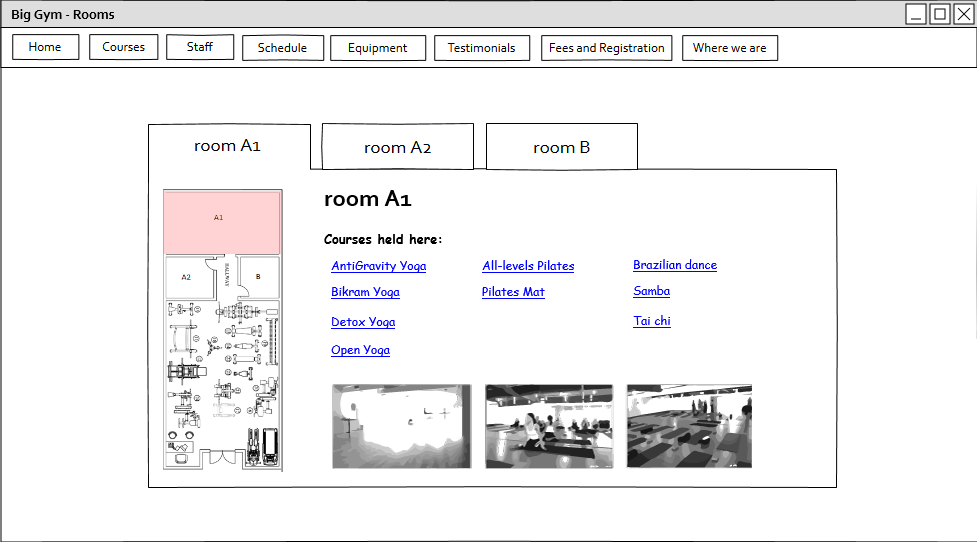 Big Gym - Rooms
Home Courses Staff Schedule Equipment Testimonials Fees and Registration Where we are
room A1 room A2 room B
room A1
Courses held here:
AntiGravity Yoga All-levels Pilates Brazilian dance
Bikram Yoga Pilates Mat Samba
Detox Yoga Tai chi
Open Yoga
A1
A2 HALLWAY B